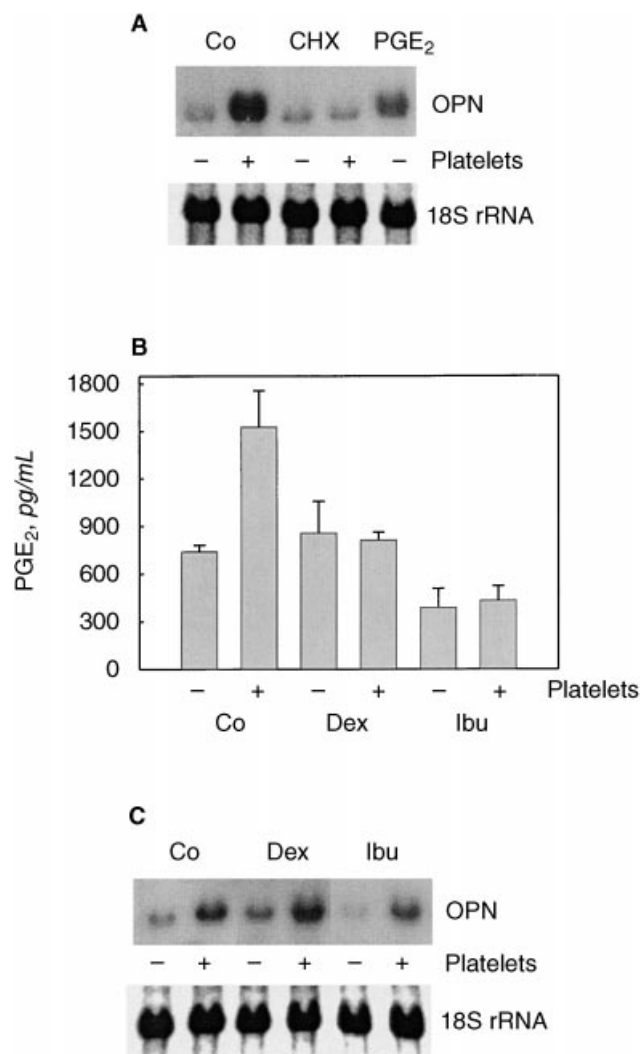 A
Co CHX PGE₂
OPN
− + − + − Platelets
18S rRNA
B
PGE₂, pg/mL
1800
1500
1200
900
600
300
0
− + − + − + Platelets
Co Dex Ibu
C
Co Dex Ibu
OPN
− + − + − + Platelets
18S rRNA